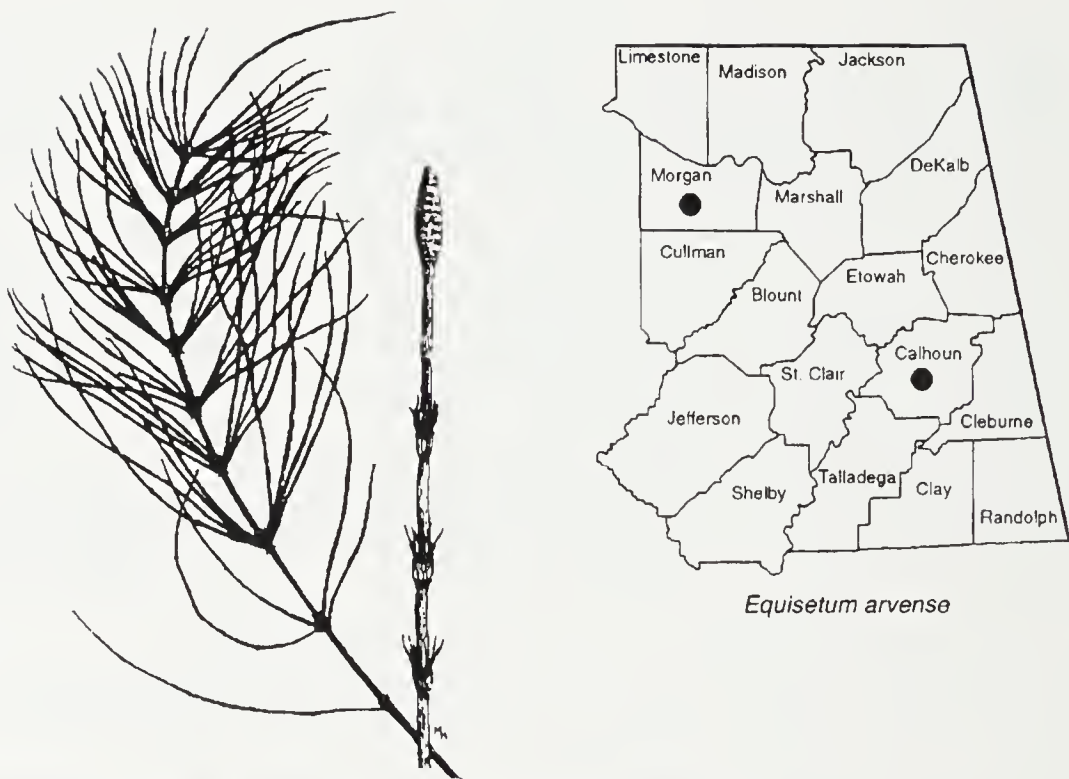 Limestone
Madison
Jackson
DeKalb
Morgan
Marshall
Cullman
Etowah
Cherokee
Blount
Calhoun
St. Clair
Jefferson
Cleburne
Talladega
Clay
Shelby
Randolph
Equisetum arvense